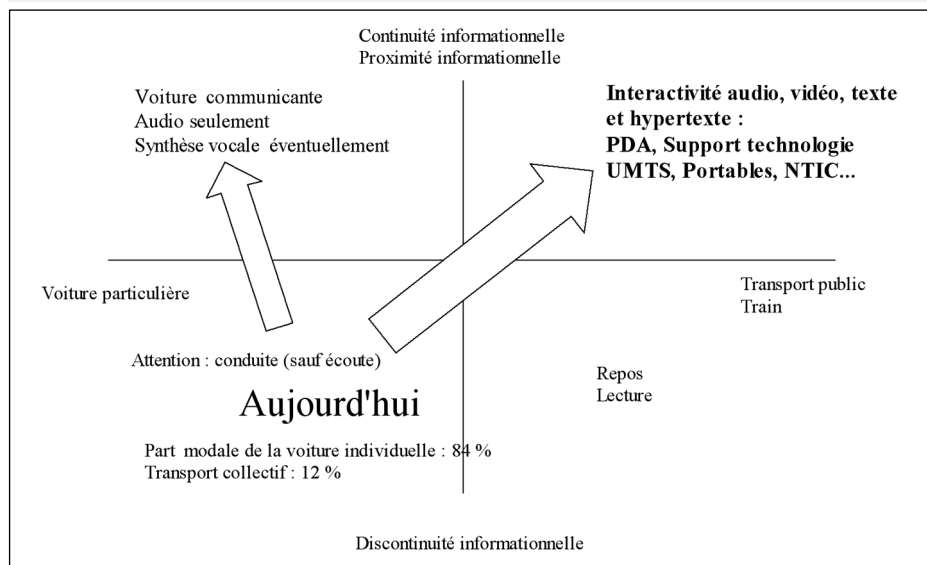 Continuité informationnelle
Proximité informationnelle
Voiture communicante
Audio seulement
Synthèse vocale éventuellement
Interactivité audio, vidéo, texte
et hypertexte :
PDA, Support technologie
UMTS, Portables, NTIC...
Voiture particulière
Transport public
Train
Attention : conduite (sauf écoute)
Repos
Lecture
Aujourd'hui
Part modale de la voiture individuelle : 84 %
Transport collectif : 12 %
Discontinuité informationnelle